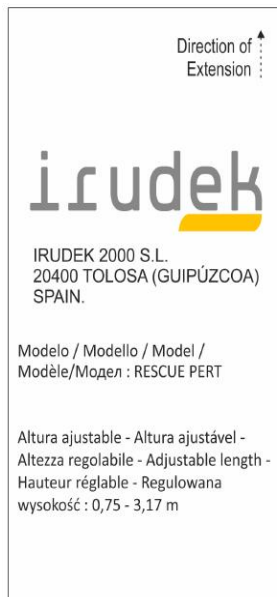 Direction of
Extension
irudek
IRUDEK 2000 S.L.
20400 TOLOSA (GUIPÚZCOA)
SPAIN.
Modelo / Modello / Model /
Modèle/Модел : RESCUE PERT
Altura ajustable - Altura ajustável -
Altezza regolabile - Adjustable length -
Hauteur réglable - Regulowana
wysokość : 0,75 - 3,17 m